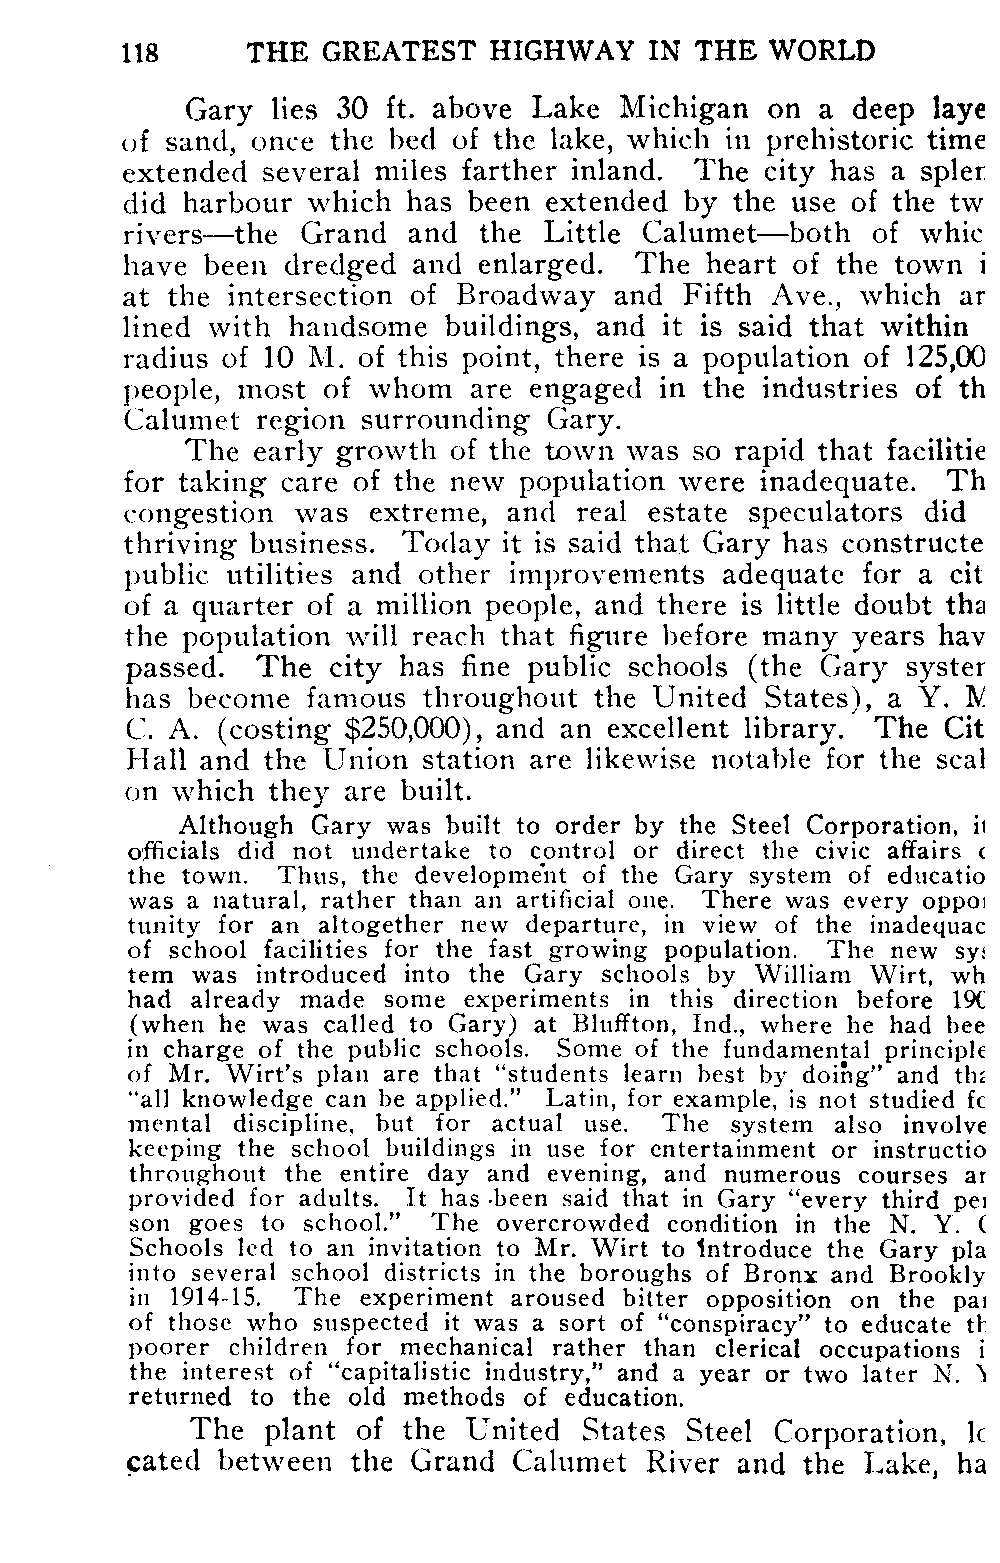 118 THE GREATEST HIGHWAY IN THE WORLD
Gary lies 30 ft. above Lake Michigan on a deep laye
of sand, once the bed of the lake, which in prehistoric time
extended several miles farther inland. The city has a splen
did harbour which has been extended by the use of the tw
rivers—the Grand and the Little Calumet—both of whic
have been dredged and enlarged. The heart of the town i
at the intersection of Broadway and Fifth Ave., which ar
lined with handsome buildings, and it is said that within
radius of 10 M. of this point, there is a population of 125,00
people, most of whom are engaged in the industries of th
Calumet region surrounding Gary.
The early growth of the town was so rapid that facilitie
for taking care of the new population were inadequate. Th
congestion was extreme, and real estate speculators did
thriving business. Today it is said that Gary has constructe
public utilities and other improvements adequate for a cit
of a quarter of a million people, and there is little doubt tha
the population will reach that figure before many years hav
passed. The city has fine public schools (the Gary system
has become famous throughout the United States), a Y. M
C. A. (costing $250,000), and an excellent library. The Cit
Hall and the Union station are likewise notable for the scal
on which they are built.
Although Gary was built to order by the Steel Corporation, it
officials did not undertake to control or direct the civic affairs o
the town. Thus, the development of the Gary system of educatio
was a natural, rather than an artificial one. There was every oppor
tunity for an altogether new departure, in view of the inadequac
of school facilities for the fast growing population. The new sys
tem was introduced into the Gary schools by William Wirt, wh
had already made some experiments in this direction before 190
(when he was called to Gary) at Bluffton, Ind., where he had bee
in charge of the public schools. Some of the fundamental principle
of Mr. Wirt's plan are that "students learn best by doing" and tha
"all knowledge can be applied." Latin, for example, is not studied fo
mental discipline, but for actual use. The system also involve
keeping the school buildings in use for entertainment or instructio
throughout the entire day and evening, and numerous courses ar
provided for adults. It has been said that in Gary "every third per
son goes to school." The overcrowded condition in the N. Y. C
Schools led to an invitation to Mr. Wirt to introduce the Gary pla
into several school districts in the boroughs of Bronx and Brookly
in 1914-15. The experiment aroused bitter opposition on the par
of those who suspected it was a sort of "conspiracy" to educate th
poorer children for mechanical rather than clerical occupations i
the interest of "capitalistic industry," and a year or two later N. Y
returned to the old methods of education.
The plant of the United States Steel Corporation, lo
cated between the Grand Calumet River and the Lake, ha